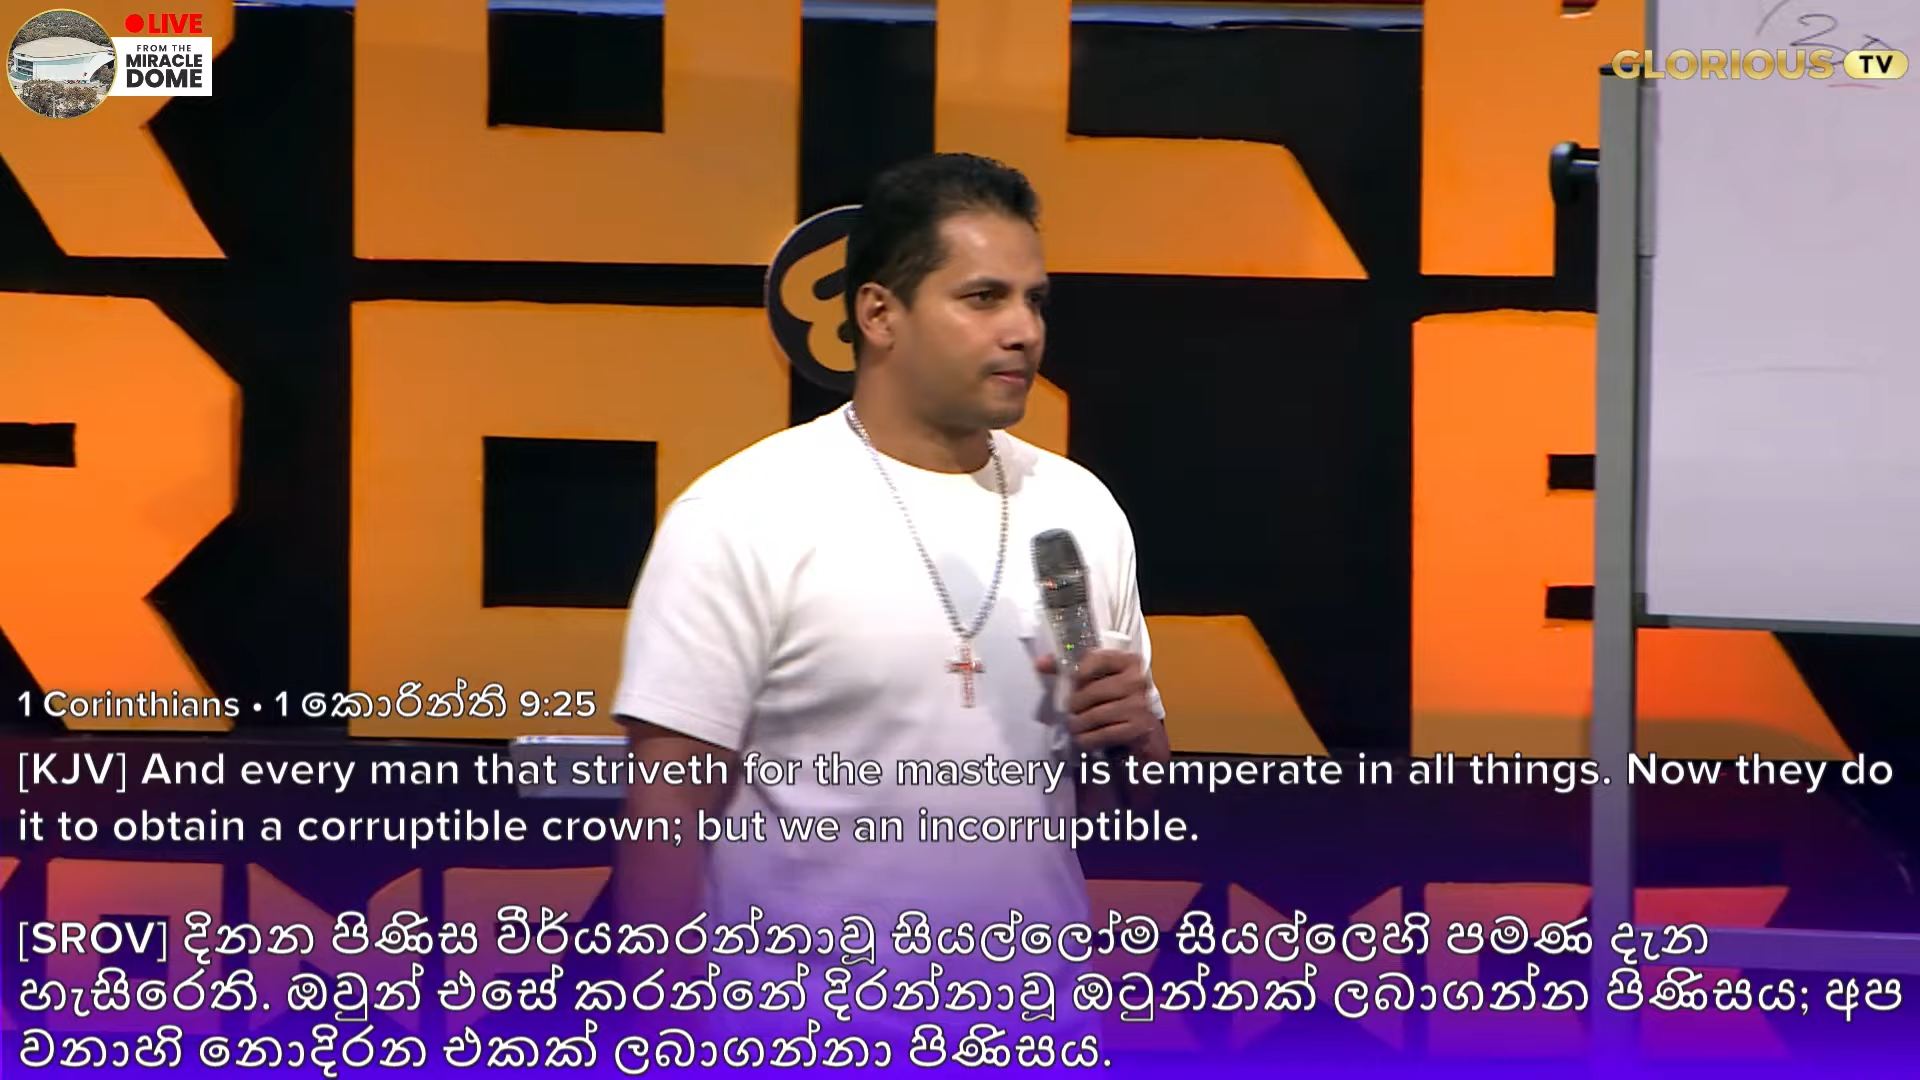 LIVE
FROM THE
MIRACLE
DOME
GLORIOUS TV
1 Corinthians • 1 කොරින්ති 9:25
[KJV] And every man that striveth for the mastery is temperate in all things. Now they do
it to obtain a corruptible crown; but we an incorruptible.
[SROV] දිනන පිණිස වීර්යකරන්නාවූ සියල්ලෝම සියල්ලෙහි පමණ දැන
හැසිරෙති. ඔවුන් එසේ කරන්නේ දිරන්නාවූ ඔටුන්නක් ලබාගන්න පිණිසය; අප
වනාහි නොදිරන එකක් ලබාගන්නා පිණිසය.